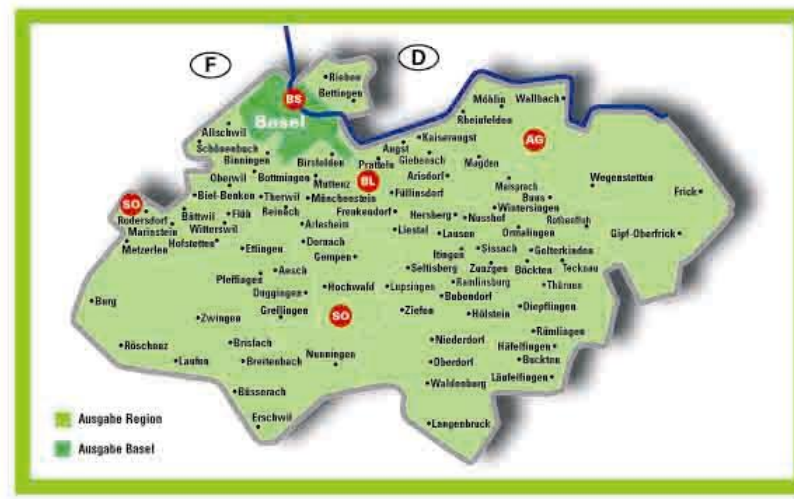 F
D
Riehen
Bettingen
BS
Basel
Möhlin
Wallbach
Rheinfelden
Allschwil
Kaiseraugst
AG
Schönenbuch
Augst
Binningen
Birsfelden
Pratteln
Giebenach
Magden
Oberwil
Bottmingen
Muttenz
BL
Arisdorf
Maisprach
Wegenstetten
SO
Biel-Benken
Therwil
Münchenstein
Füllinsdorf
Buus
Frick
Rodersdorf
Bättwil
Flüh
Reinach
Frenkendorf
Hersberg
Nusshof
Wintersingen
Rothenfluh
Mariastein
Witterswil
Arlesheim
Liestal
Lausen
Ormalingen
Gipf-Oberfrick
Metzerlen
Hofstetten
Ettingen
Dornach
Itingen
Sissach
Gelterkinden
Gempen
Seltisberg
Zunzgen
Böckten
Tecknau
Pfeffingen
Aesch
Ramlinsburg
Duggingen
Hochwald
Lupsingen
Bubendorf
Thürnen
Burg
Grellingen
SO
Ziefen
Hölstein
Diepflingen
Zwingen
Rümlingen
Röschenz
Brislach
Niederdorf
Häfelfingen
Laufen
Breitenbach
Nunningen
Oberdorf
Buckten
Büsserach
Waldenburg
Läufelfingen
Ausgabe Region
Erschwil
Langenbruck
Ausgabe Basel